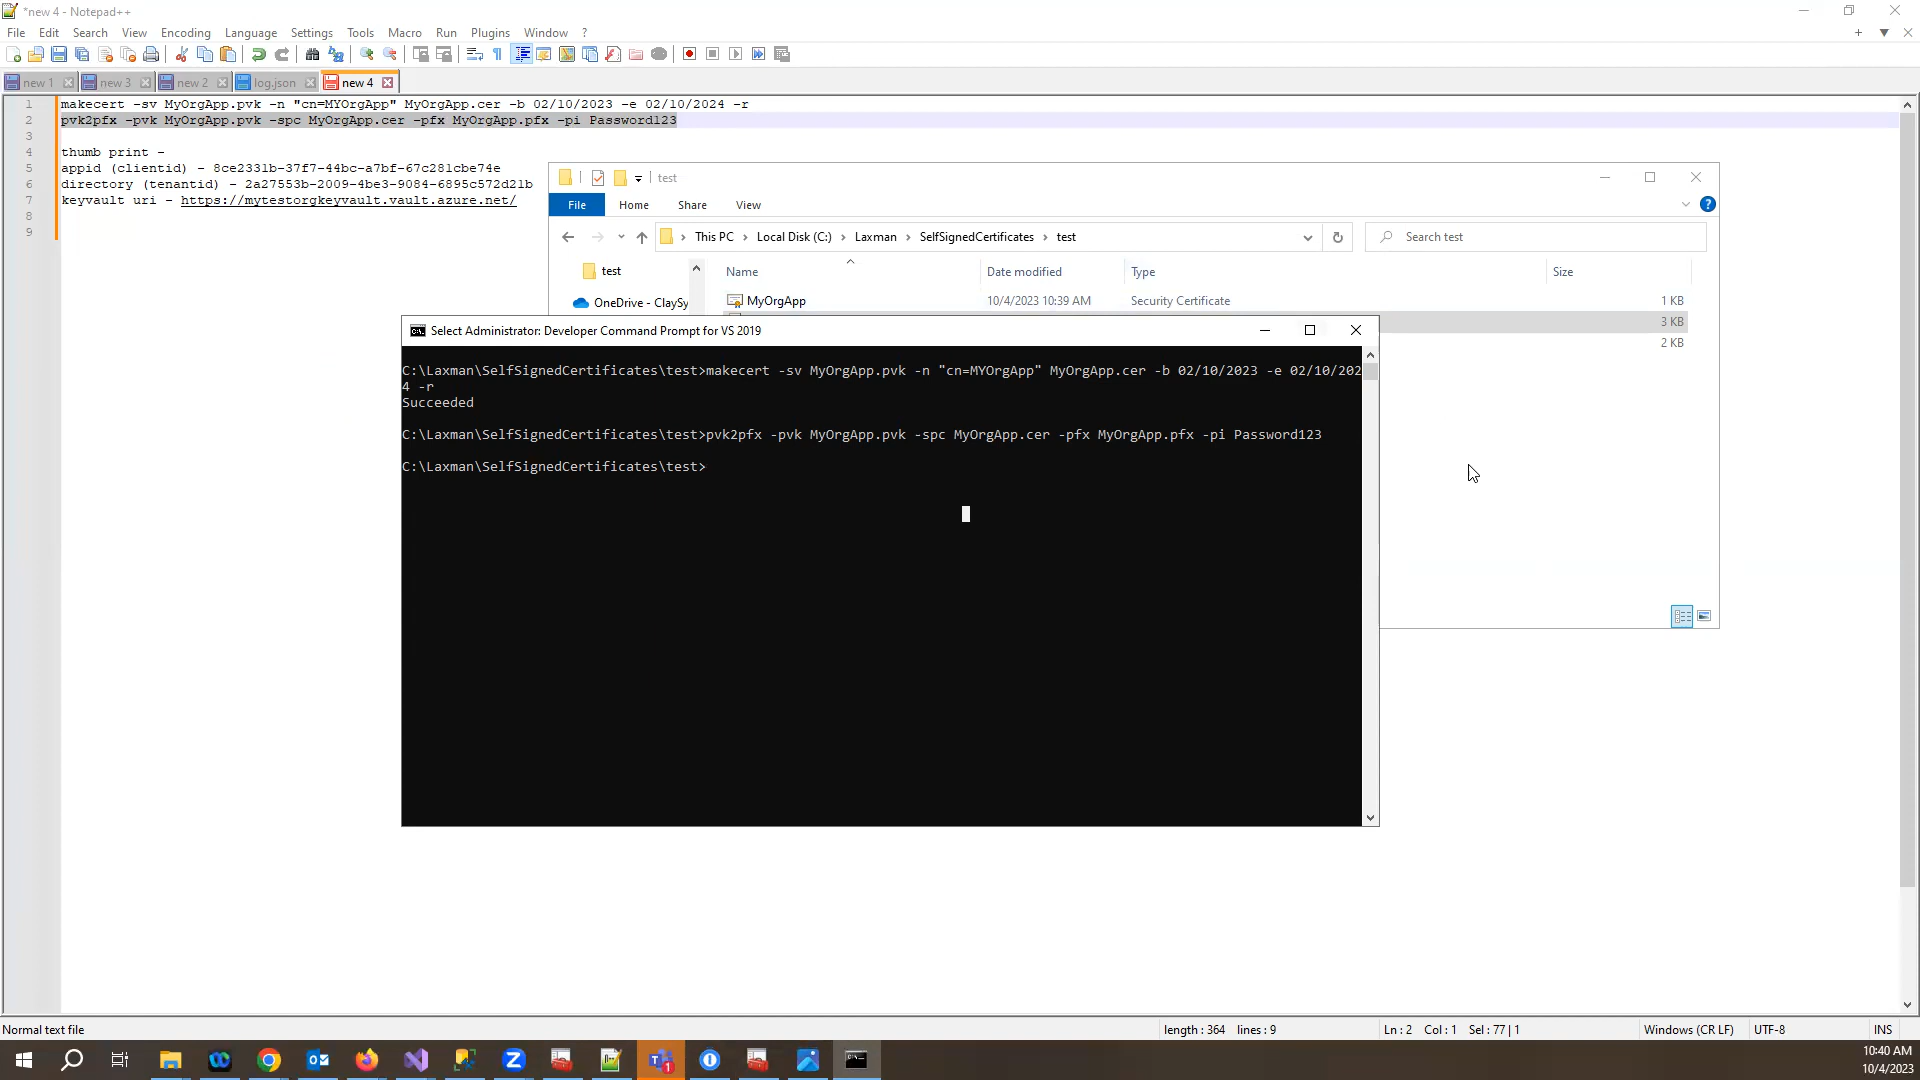 *new 4 - Notepad++
File Edit Search View Encoding Language Settings Tools Macro Run Plugins Window ?
new 1 new 3 new 2 log.json new 4
1 makecert -sv MyOrgApp.pvk -n "cn=MYOrgApp" MyOrgApp.cer -b 02/10/2023 -e 02/10/2024 -r
2 pvk2pfx -pvk MyOrgApp.pvk -spc MyOrgApp.cer -pfx MyOrgApp.pfx -pi Password123
3
4 thumb print -
5 appid (clientid) - 8ce2331b-37f7-44bc-a7bf-67c281cbe74e
6 directory (tenantid) - 2a27553b-2009-4be3-9084-6895c572d21b
7 keyvault uri - https://mytestorgkeyvault.vault.azure.net/
8
9
test
File Home Share View
This PC Local Disk (C:) Laxman SelfSignedCertificates test
Search test
test
OneDrive - ClaySy
Name Date modified Type Size
MyOrgApp 10/4/2023 10:39 AM Security Certificate 1 KB
3 KB
2 KB
Select Administrator: Developer Command Prompt for VS 2019
C:\Laxman\SelfSignedCertificates\test>makecert -sv MyOrgApp.pvk -n "cn=MYOrgApp" MyOrgApp.cer -b 02/10/2023 -e 02/10/202
4 -r
Succeeded
C:\Laxman\SelfSignedCertificates\test>pvk2pfx -pvk MyOrgApp.pvk -spc MyOrgApp.cer -pfx MyOrgApp.pfx -pi Password123
C:\Laxman\SelfSignedCertificates\test>
Normal text file length : 364 lines : 9 Ln : 2 Col : 1 Sel : 77 | 1 Windows (CR LF) UTF-8 INS
10:40 AM
10/4/2023